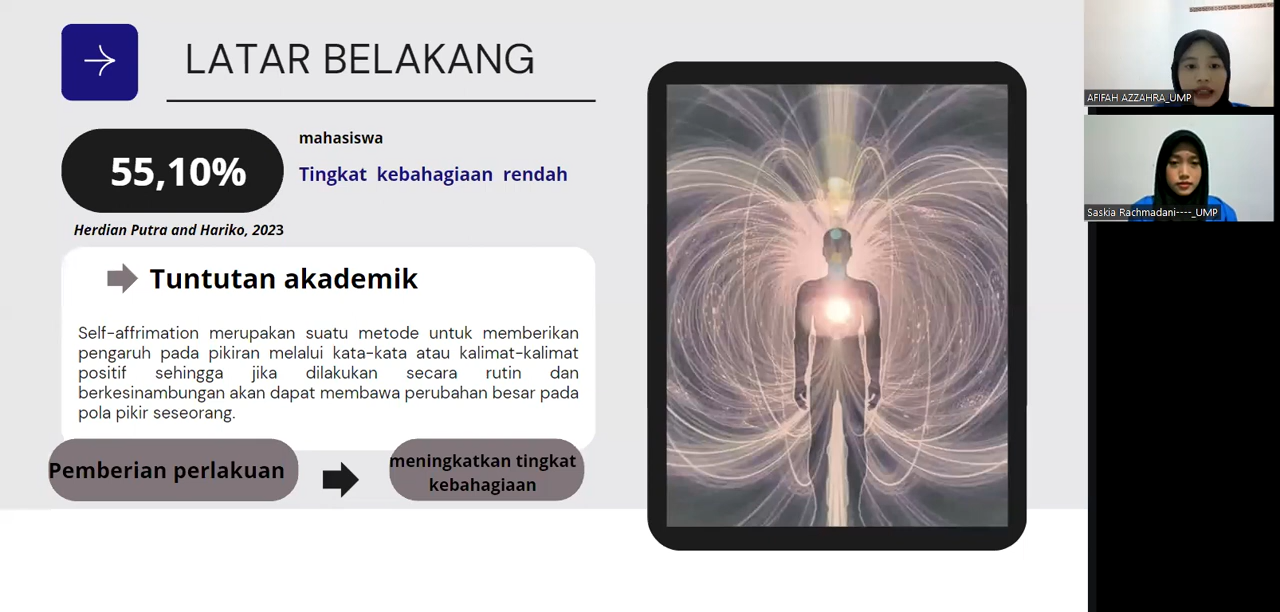 LATAR BELAKANG
55,10%
mahasiswa
Tingkat kebahagiaan rendah
Herdian Putra and Hariko, 2023
Tuntutan akademik
Self-affrimation merupakan suatu metode untuk memberikan
pengaruh pada pikiran melalui kata-kata atau kalimat-kalimat
positif sehingga jika dilakukan secara rutin dan
berkesinambungan akan dapat membawa perubahan besar pada
pola pikir seseorang.
Pemberian perlakuan
meningkatkan tingkat
kebahagiaan
AFIFAH AZZAHRA_UMP
Saskia Rachmadani----_UMP